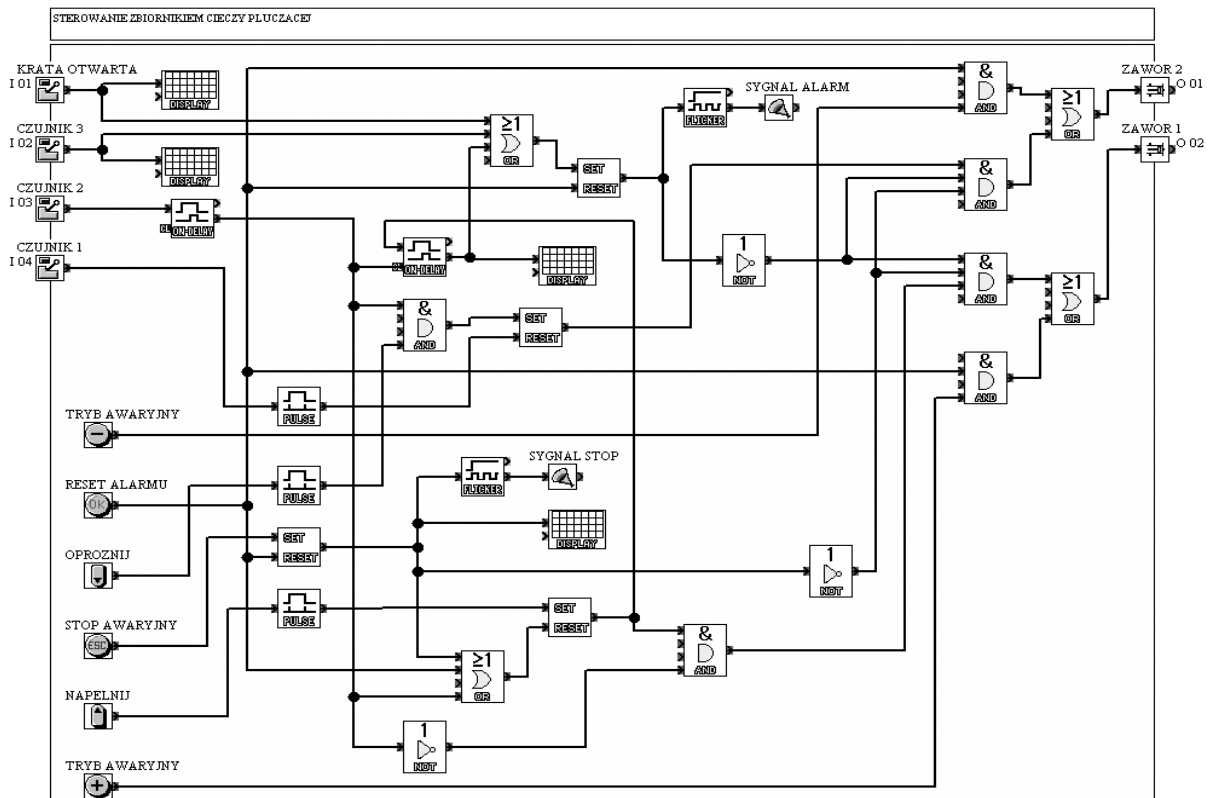 STEROWANIE ZBIORNIKIEM CIECZY PLUCZACEJ
KRATA OTWARTA
I 01
DISPLAY
CZUJNIK 3
I 02
DISPLAY
CZUJNIK 2
I 03
ON-DELAY
CZUJNIK 1
I 04
≥1
OR
SET
RESET
FLICKER
SYGNAL ALARM
&
AND
≥1
OR
ZAWOR 2
O 01
ZAWOR 1
O 02
&
AND
ON-DELAY
DISPLAY
1
NOT
&
AND
≥1
OR
&
AND
SET
RESET
&
AND
PULSE
TRYB AWARYJNY
−
RESET ALARMU
OK
PULSE
FLICKER
SYGNAL STOP
DISPLAY
SET
RESET
OPROZNIJ
1
NOT
STOP AWARYJNY
ESC
PULSE
SET
RESET
&
AND
≥1
OR
NAPELNIJ
1
NOT
TRYB AWARYJNY
+